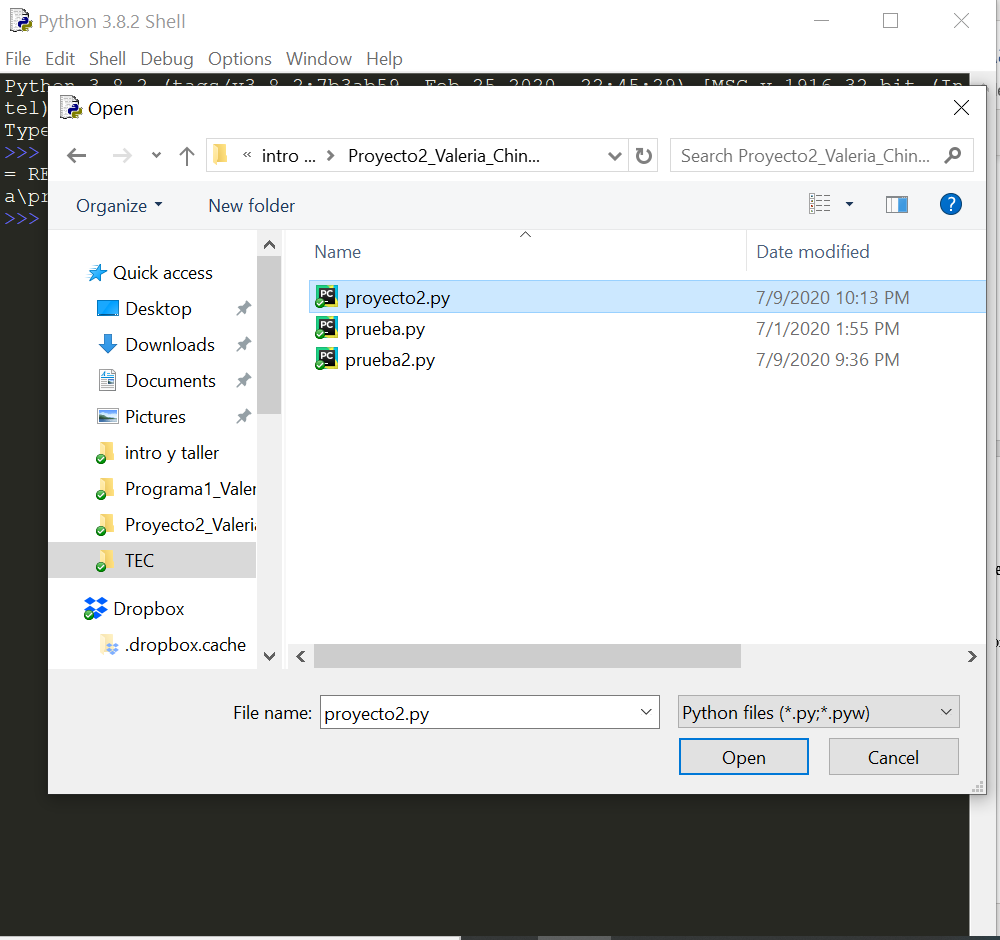 Python 3.8.2 Shell
File Edit Shell Debug Options Window Help
Python 3.8.2 (tags/v3.8.2:7b3ab59, Feb 25 2020, 22:45:29) [MSC v.1916 32 bit (In
tel)
Type
>>>
= RE
a\pr
>>>
Open
« intro ... > Proyecto2_Valeria_Chin...
Search Proyecto2_Valeria_Chin...
Organize New folder
?
Name Date modified
Quick access
Desktop
Downloads
Documents
Pictures
intro y taller
Programa1_Valer
Proyecto2_Valeria
TEC
Dropbox
.dropbox.cache
PC proyecto2.py 7/9/2020 10:13 PM
PC prueba.py 7/1/2020 1:55 PM
PC prueba2.py 7/9/2020 9:36 PM
File name: proyecto2.py Python files (*.py;*.pyw)
Open Cancel